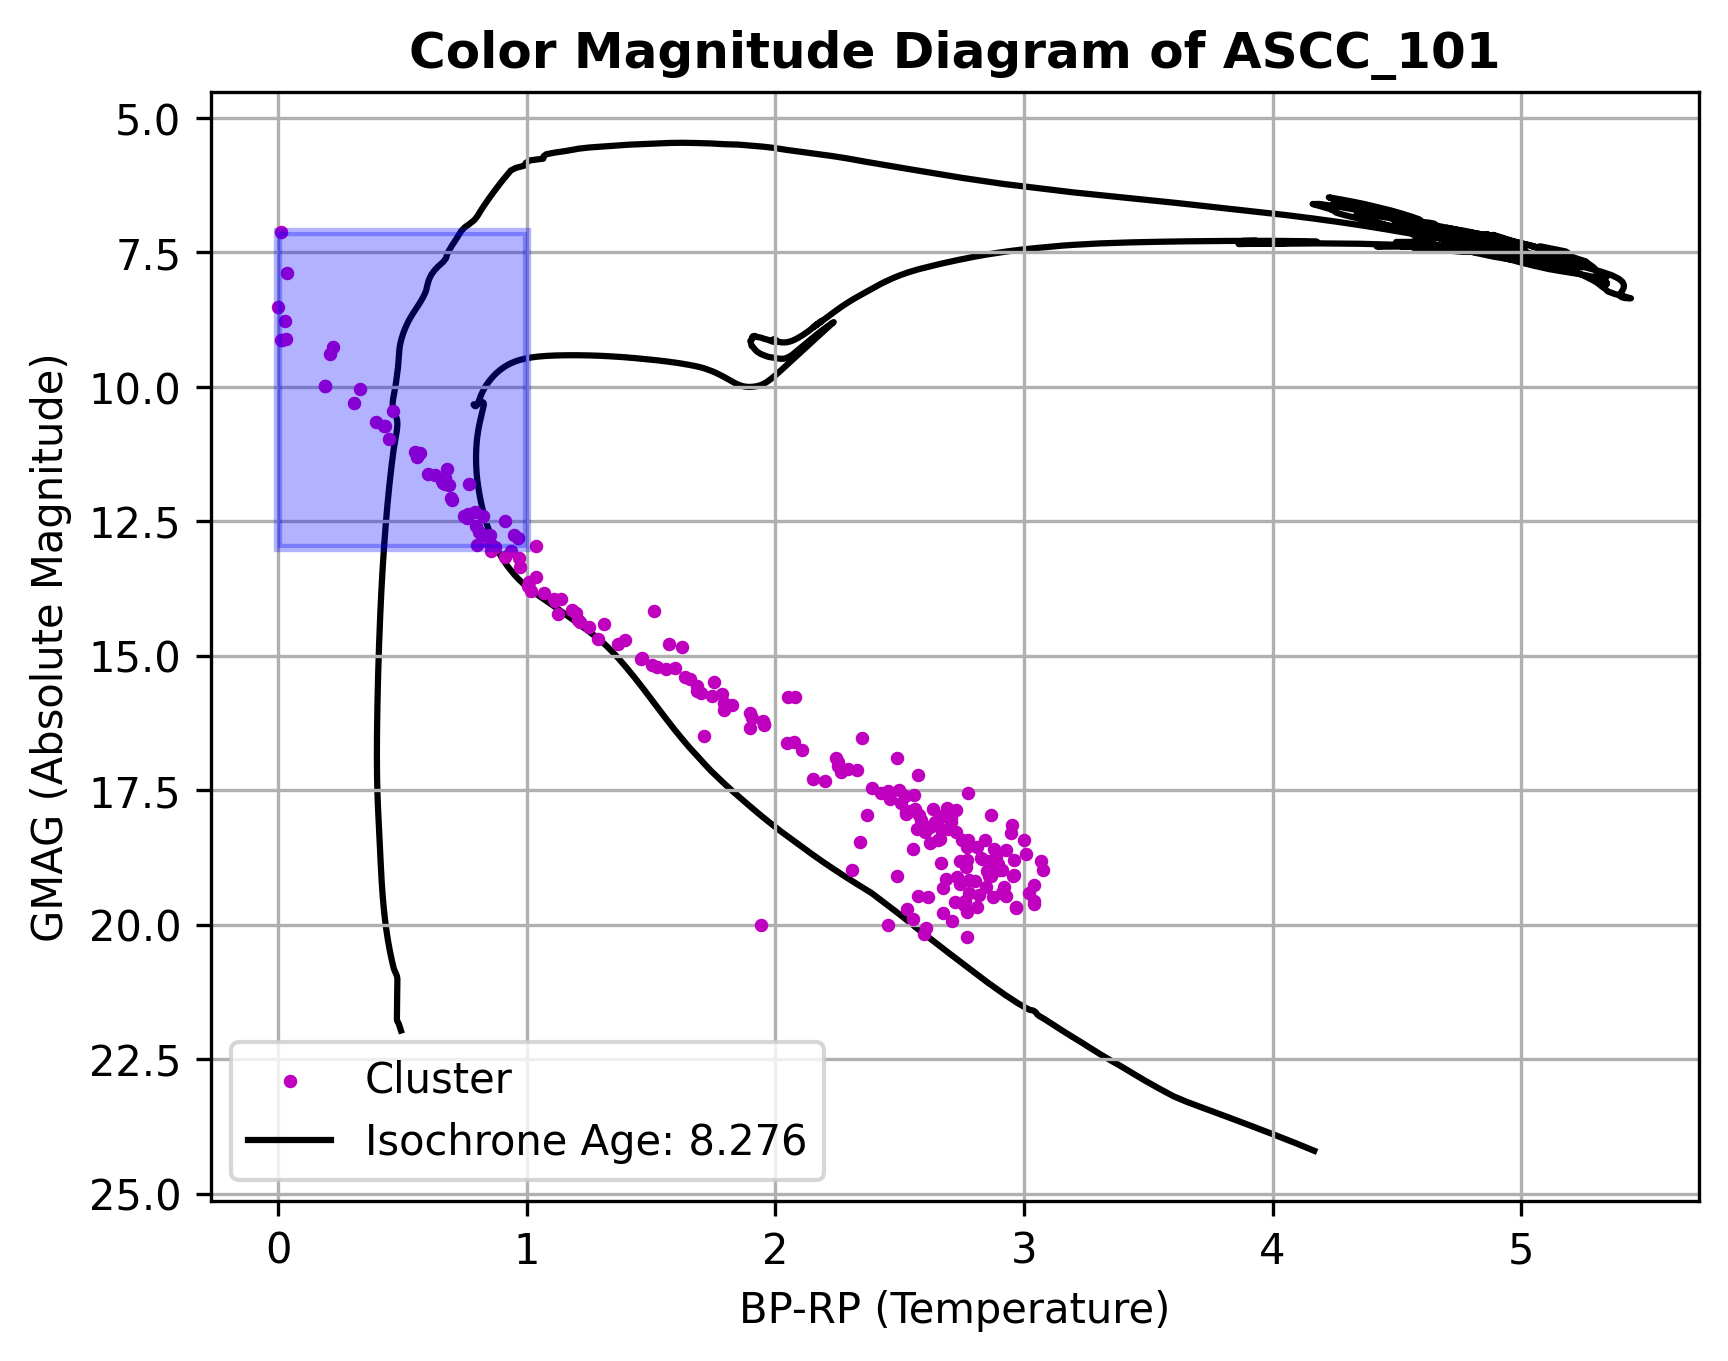 Color Magnitude Diagram of ASCC_101
GMAG (Absolute Magnitude)
5.0
7.5
10.0
12.5
15.0
17.5
20.0
22.5
25.0
Cluster
Isochrone Age: 8.276
0 1 2 3 4 5
BP-RP (Temperature)